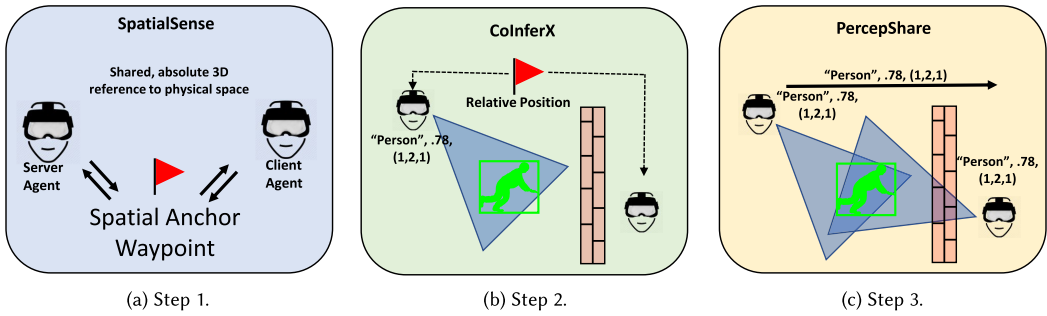 SpatialSense
Shared, absolute 3D
reference to physical space
Server
Agent
Client
Agent
Spatial Anchor
Waypoint
(a) Step 1.
CoInferX
Relative Position
“Person”, .78,
(1,2,1)
(b) Step 2.
PercepShare
“Person”, .78, (1,2,1)
“Person”, .78,
(1,2,1)
“Person”, .78,
(1,2,1)
(c) Step 3.